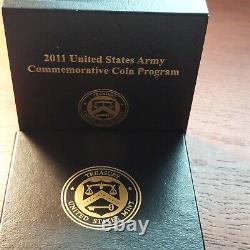 2011 United States Army
Commemorative Coin Program
TREASURY
UNITED STATES MINT